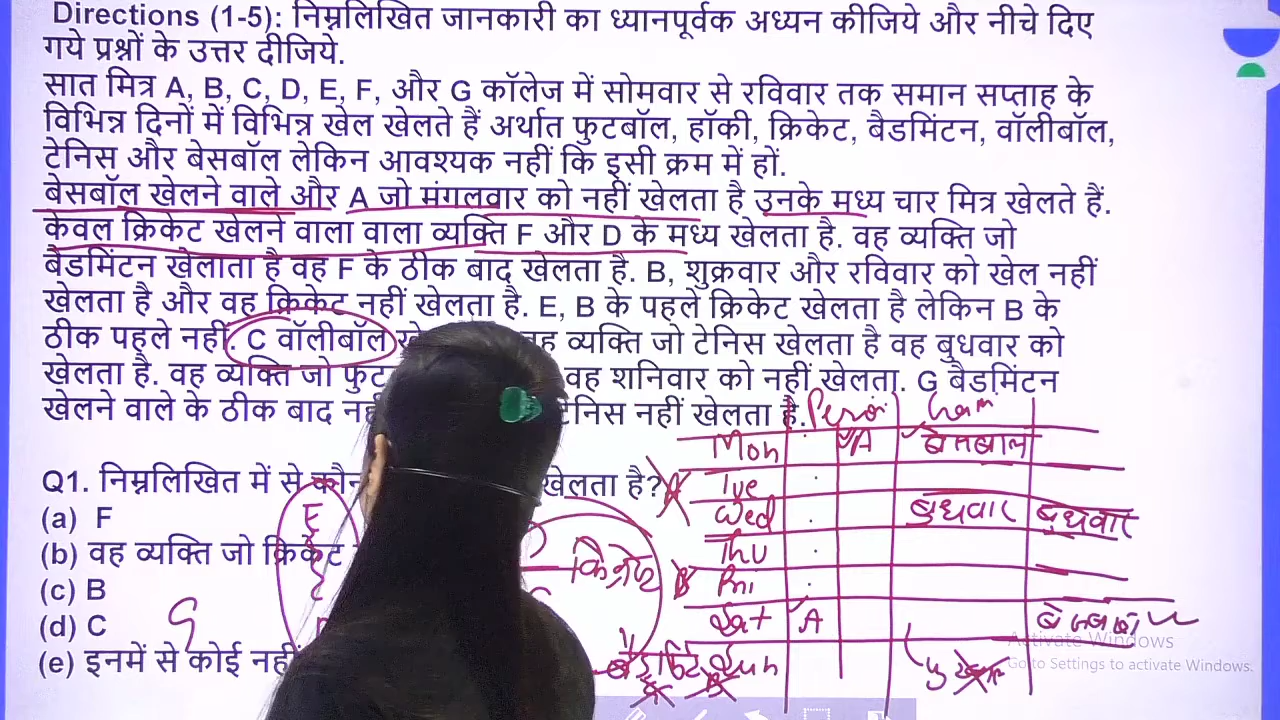 Directions (1-5): निम्नलिखित जानकारी का ध्यानपूर्वक अध्यन कीजिये और नीचे दिए
गये प्रश्नों के उत्तर दीजिये.
सात मित्र A, B, C, D, E, F, और G कॉलेज में सोमवार से रविवार तक समान सप्ताह के
विभिन्न दिनों में विभिन्न खेल खेलते हैं अर्थात फुटबॉल, हॉकी, क्रिकेट, बैडमिंटन, वॉलीबॉल,
टेनिस और बेसबॉल लेकिन आवश्यक नहीं कि इसी क्रम में हों.
बेसबॉल खेलने वाले और A जो मंगलवार को नहीं खेलता है उनके मध्य चार मित्र खेलते हैं.
केवल क्रिकेट खेलने वाला वाला व्यक्ति F और D के मध्य खेलता है. वह व्यक्ति जो
बैडमिंटन खेलाता है वह F के ठीक बाद खेलता है. B, शुक्रवार और रविवार को खेल नहीं
खेलता है और वह क्रिकेट नहीं खेलता है. E, B के पहले क्रिकेट खेलता है लेकिन B के
ठीक पहले नहीं. C वॉलीबॉल वह व्यक्ति जो टेनिस खेलता है वह बुधवार को
खेलता है. वह व्यक्ति जो वह शनिवार को नहीं खेलता. G बैडमिंटन
खेलने वाले के ठीक बाद टेनिस नहीं खेलता है.
Mon A बेसबाल
Q1. निम्नलिखित में से कौन खेलता है? Tue
(a) F Wed बुधवार बुधवार
(b) वह व्यक्ति जो क्रिकेट क्रिकेट Thu
(c) B Fri
(d) C G Sat A
Activate Windows
(e) इनमें से कोई नहीं Sun
Go to Settings to activate Windows.